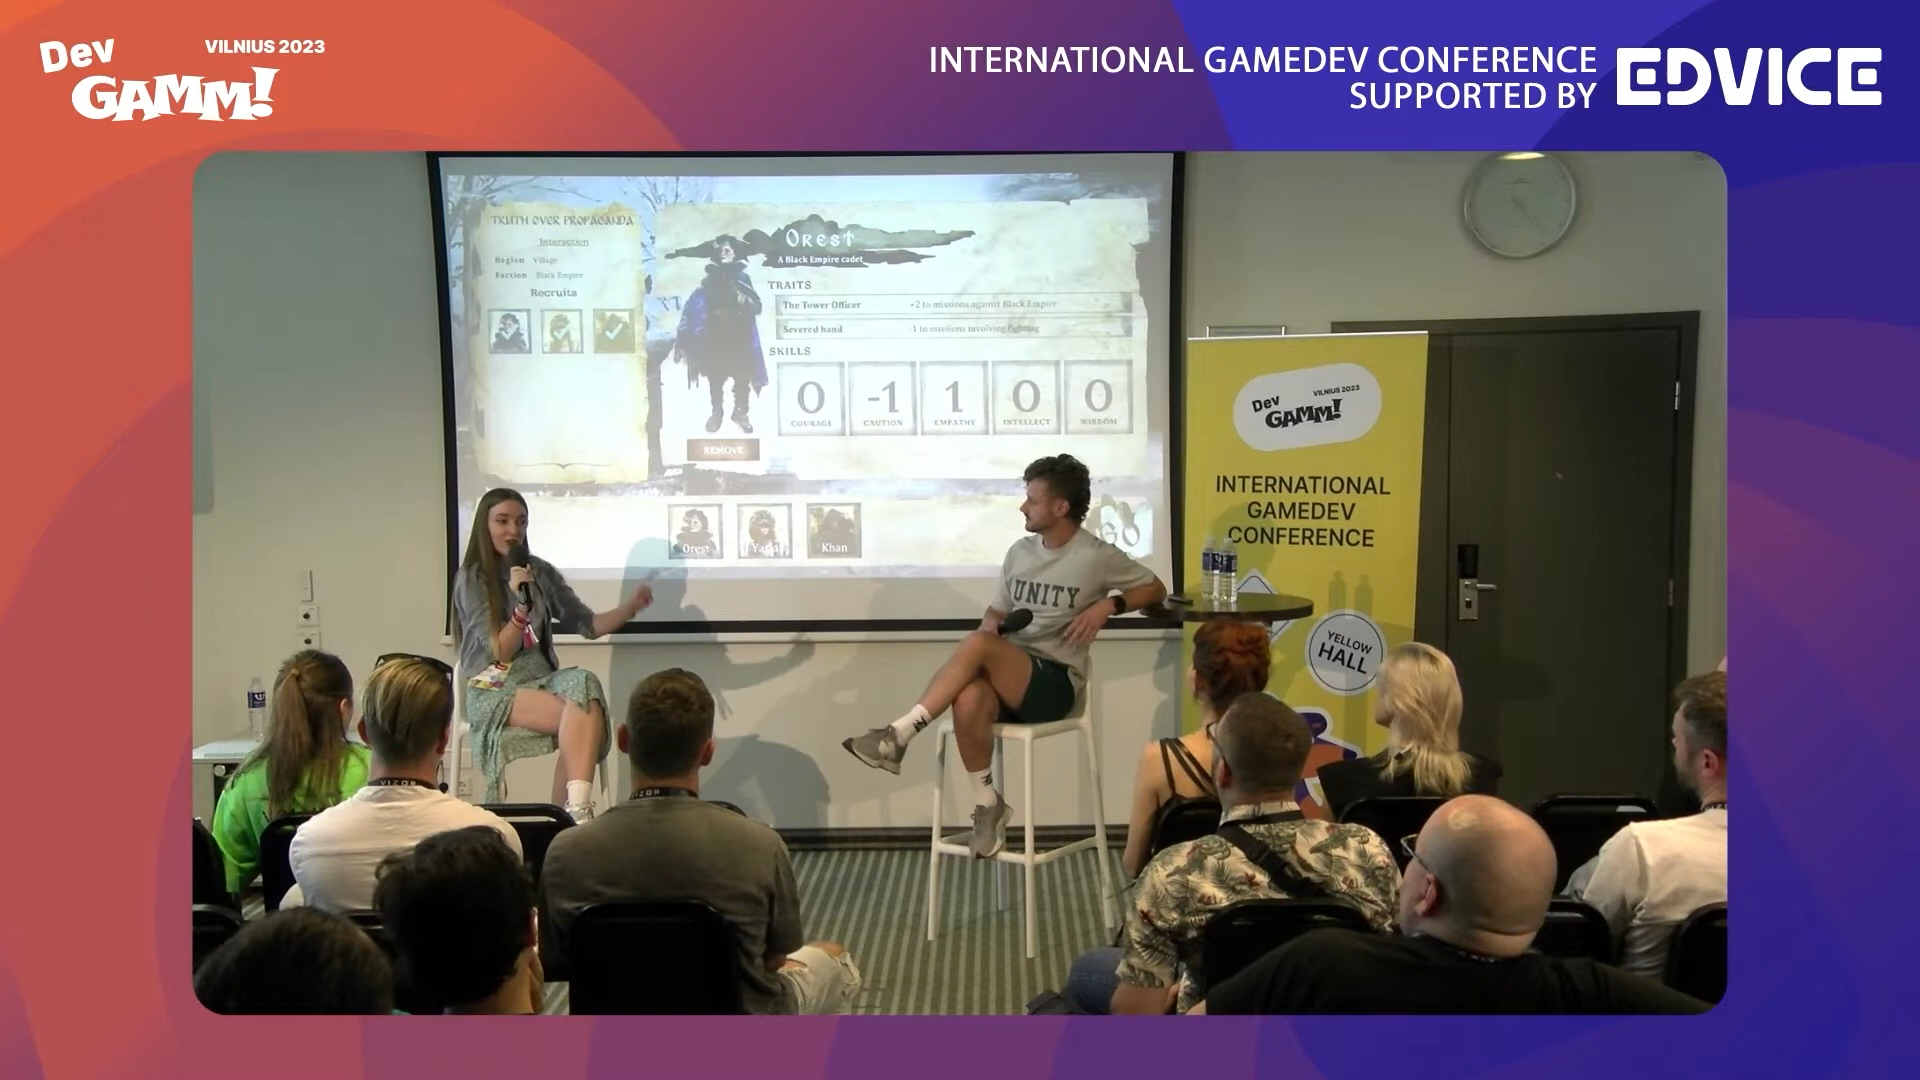 Dev
GAMM!
VILNIUS 2023
INTERNATIONAL GAMEDEV CONFERENCE
SUPPORTED BY
EDVICE
TRUTH OVER PROPAGANDA
Interaction
Region Village
Faction Black Empire
Recruits
Orest
A Black Empire cadet
TRAITS
The Tower Officer +2 to missions against Black Empire
Severed hand -1 to missions involving fighting
SKILLS
0 -1 1 0 0
COURAGE CAUTION EMPATHY INTELLECT WISDOM
REMOVE
Orest Khan
GO
UNITY
Dev
GAMM!
VILNIUS 2023
INTERNATIONAL
GAMEDEV
CONFERENCE
YELLOW
HALL
VIZOR
VIZOR